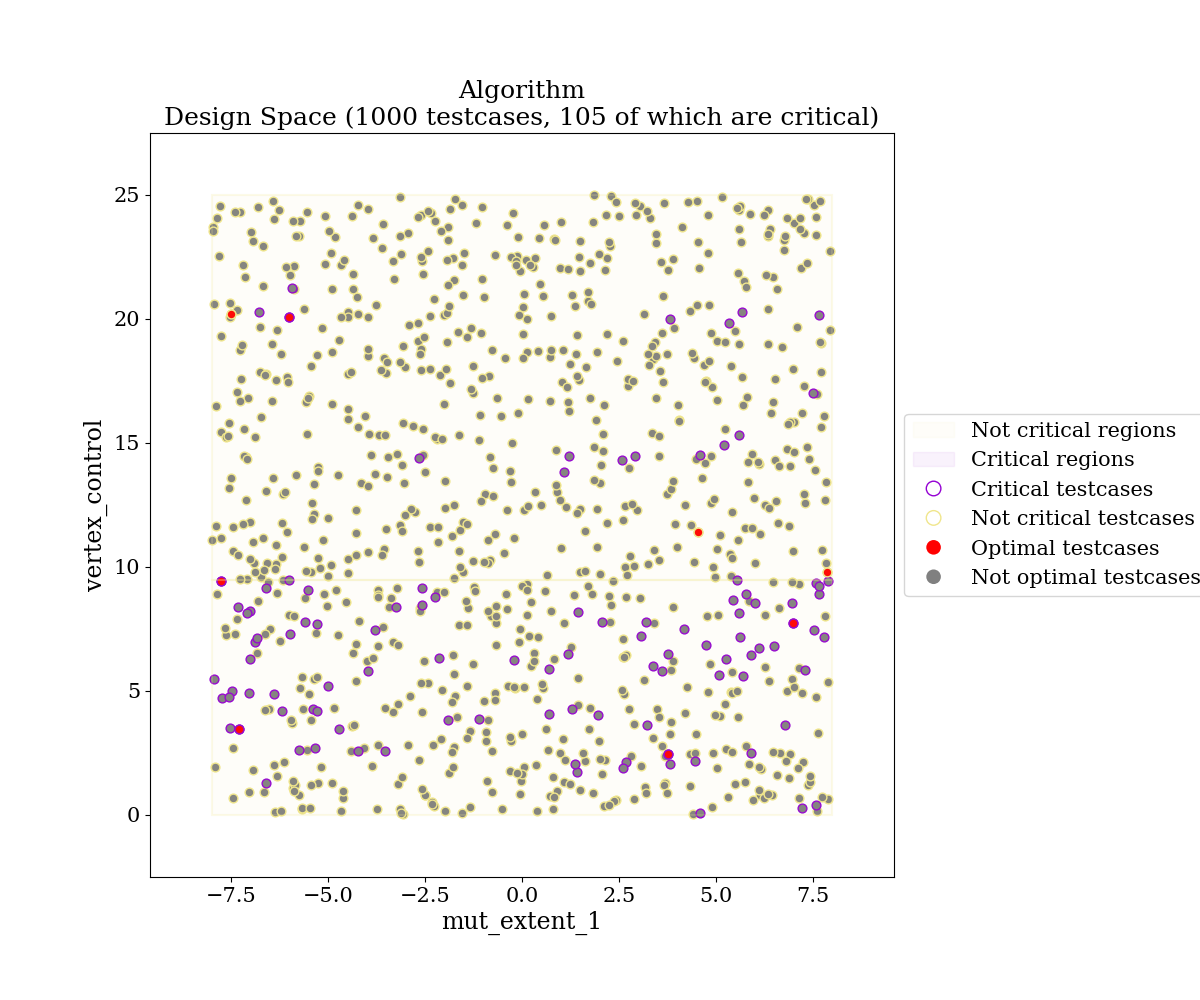 Algorithm
Design Space (1000 testcases, 105 of which are critical)
25
20
15
10
5
0
vertex_control
−7.5
−5.0
−2.5
0.0
2.5
5.0
7.5
mut_extent_1
Not critical regions
Critical regions
Critical testcases
Not critical testcases
Optimal testcases
Not optimal testcases